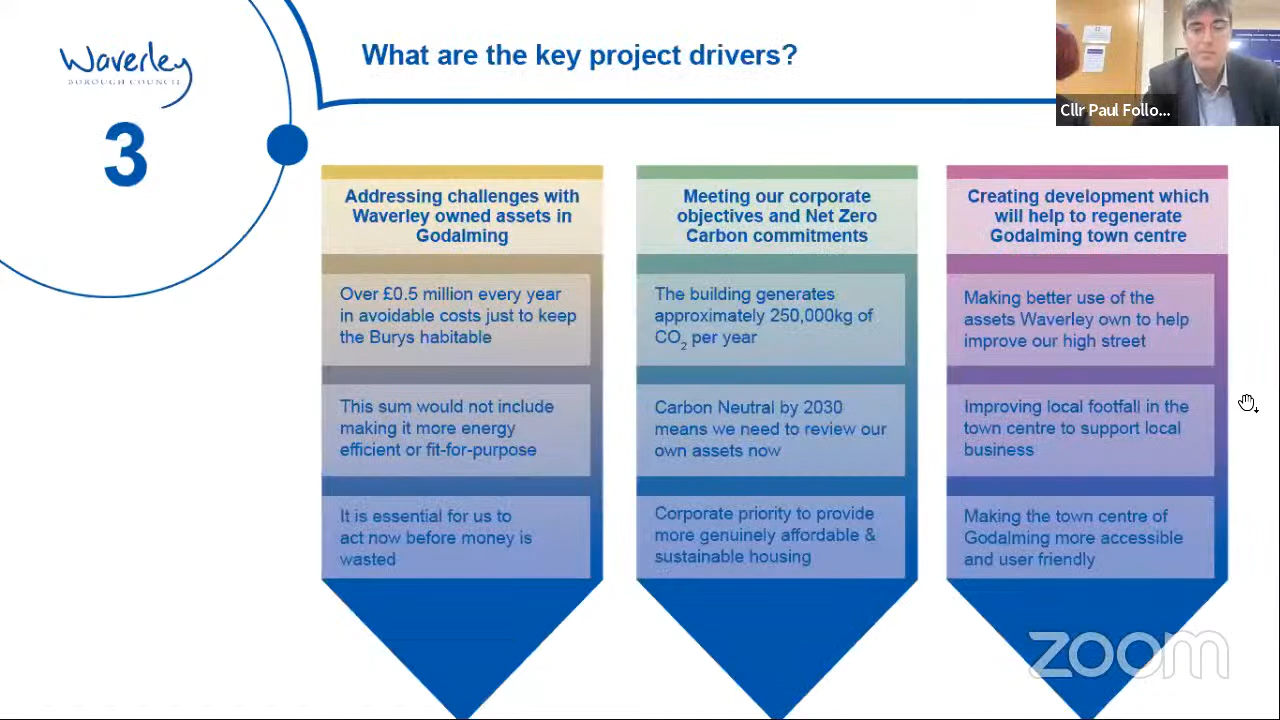 Waverley
BOROUGH COUNCIL
3
What are the key project drivers?
Cllr Paul Follo...
Addressing challenges with
Waverley owned assets in
Godalming
Over £0.5 million every year
in avoidable costs just to keep
the Burys habitable
This sum would not include
making it more energy
efficient or fit-for-purpose
It is essential for us to
act now before money is
wasted
Meeting our corporate
objectives and Net Zero
Carbon commitments
The building generates
approximately 250,000kg of
CO₂ per year
Carbon Neutral by 2030
means we need to review our
own assets now
Corporate priority to provide
more genuinely affordable &
sustainable housing
Creating development which
will help to regenerate
Godalming town centre
Making better use of the
assets Waverley own to help
improve our high street
Improving local footfall in the
town centre to support local
business
Making the town centre of
Godalming more accessible
and user friendly
zoom